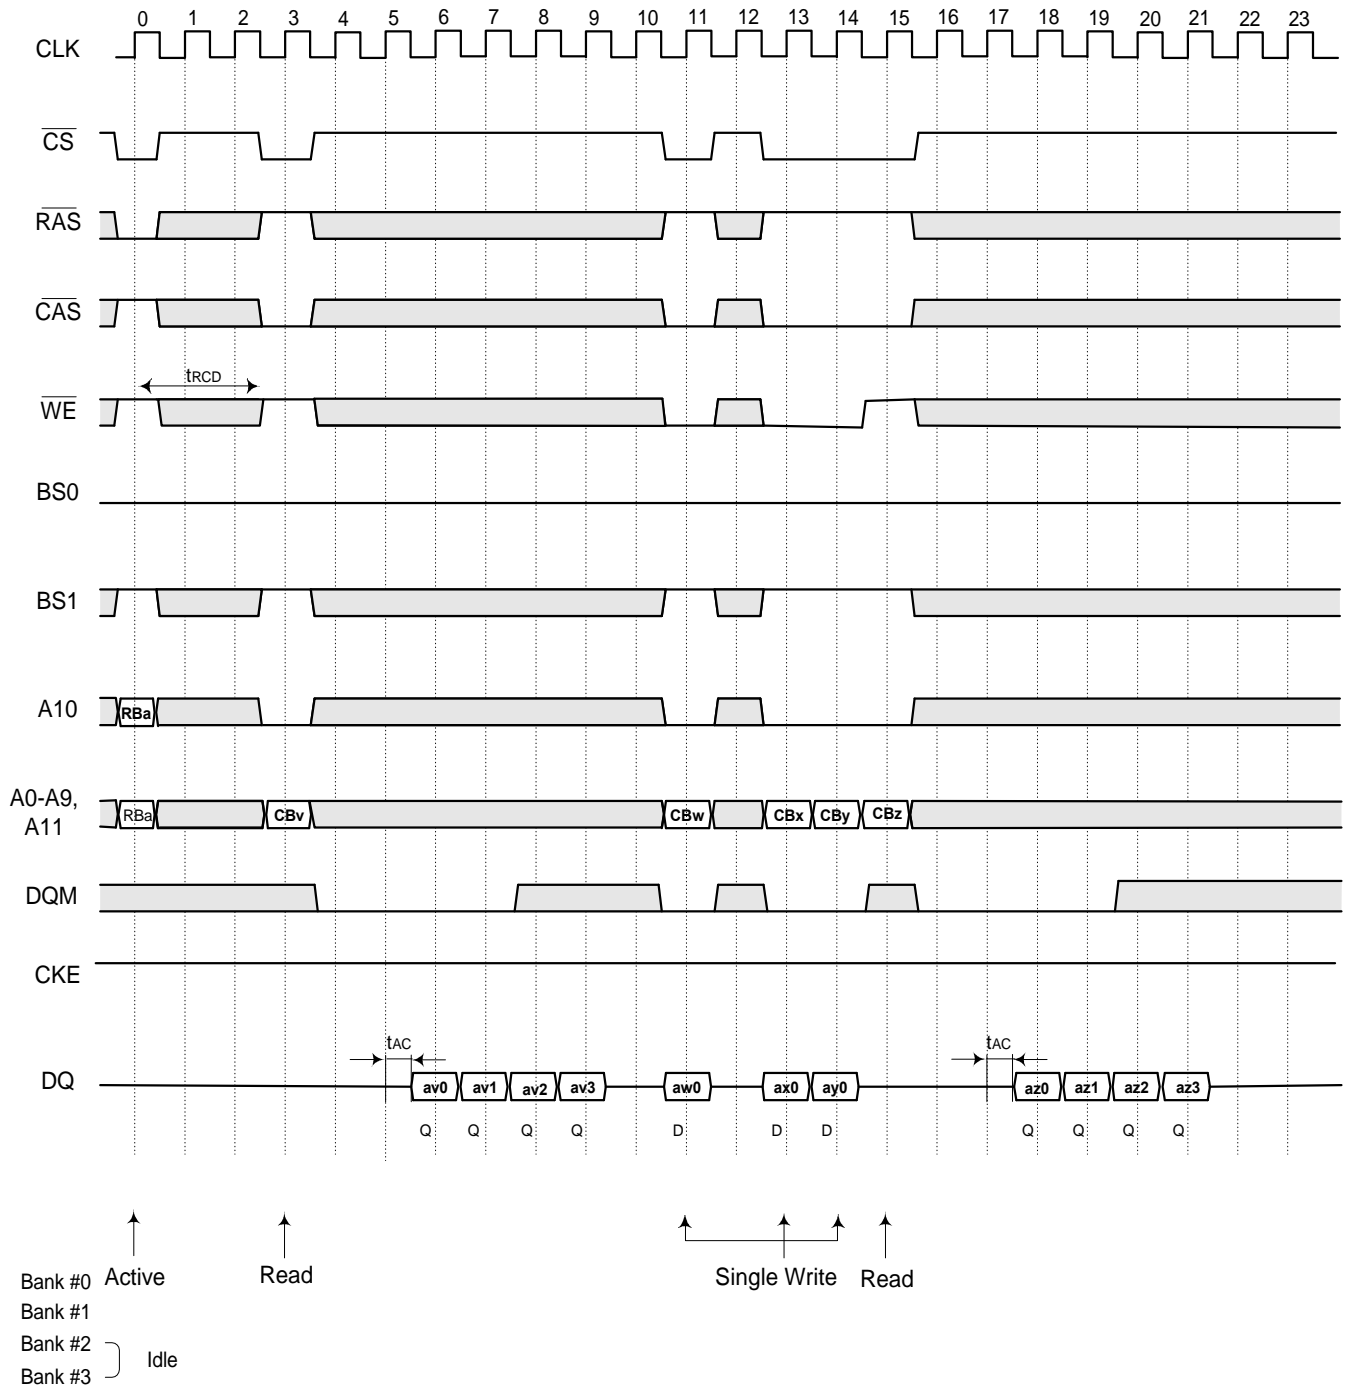 0 1 2 3 4 5 6 7 8 9 10 11 12 13 14 15 16 17 18 19 20 21 22 23
CLK
CS
RAS
CAS
tRCD
WE
BS0
BS1
A10 RBa
A0-A9,
A11 RBa CBv CBw CBx CBy CBz
DQM
CKE
tAC tAC
DQ av0 av1 av2 av3 aw0 ax0 ay0 az0 az1 az2 az3
Q Q Q Q D D D Q Q Q Q
Bank #0 Active Read Single Write Read
Bank #1
Bank #2
Idle
Bank #3